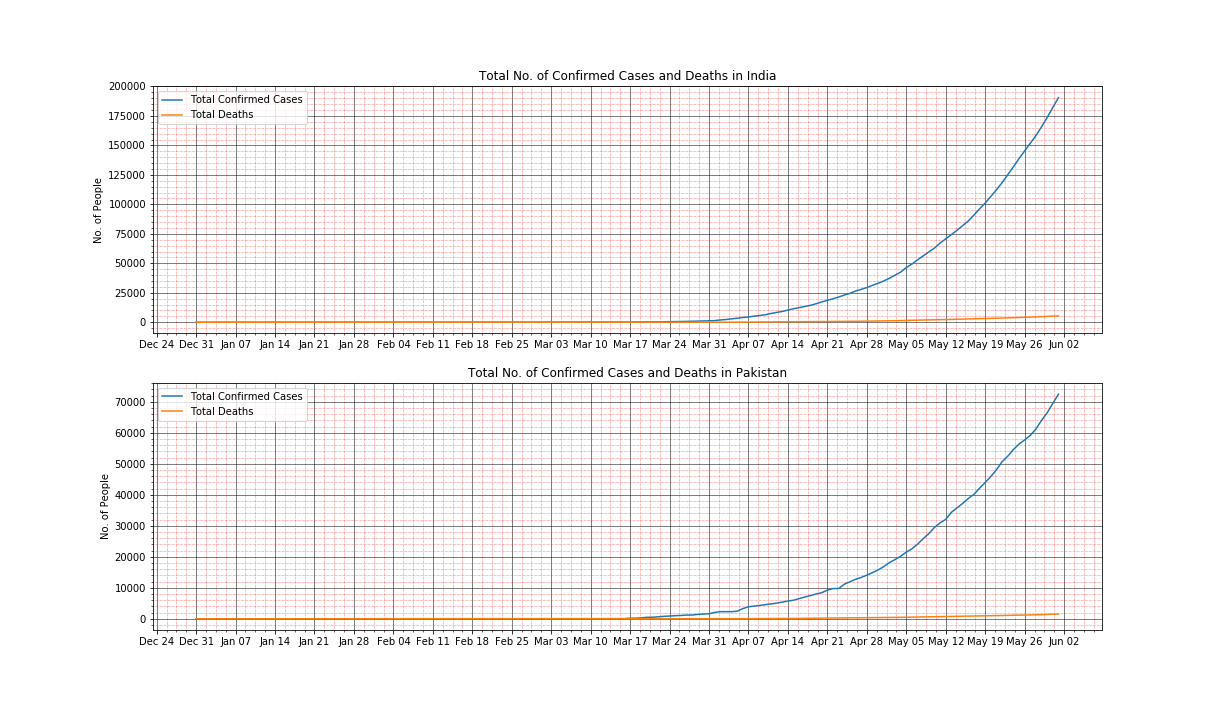 Total No. of Confirmed Cases and Deaths in India
200000
175000
150000
125000
100000
75000
50000
25000
0
No. of People
Total Confirmed Cases
Total Deaths
Dec 24 Dec 31 Jan 07 Jan 14 Jan 21 Jan 28 Feb 04 Feb 11 Feb 18 Feb 25 Mar 03 Mar 10 Mar 17 Mar 24 Mar 31 Apr 07 Apr 14 Apr 21 Apr 28 May 05 May 12 May 19 May 26 Jun 02
Total No. of Confirmed Cases and Deaths in Pakistan
70000
60000
50000
40000
30000
20000
10000
0
No. of People
Total Confirmed Cases
Total Deaths
Dec 24 Dec 31 Jan 07 Jan 14 Jan 21 Jan 28 Feb 04 Feb 11 Feb 18 Feb 25 Mar 03 Mar 10 Mar 17 Mar 24 Mar 31 Apr 07 Apr 14 Apr 21 Apr 28 May 05 May 12 May 19 May 26 Jun 02